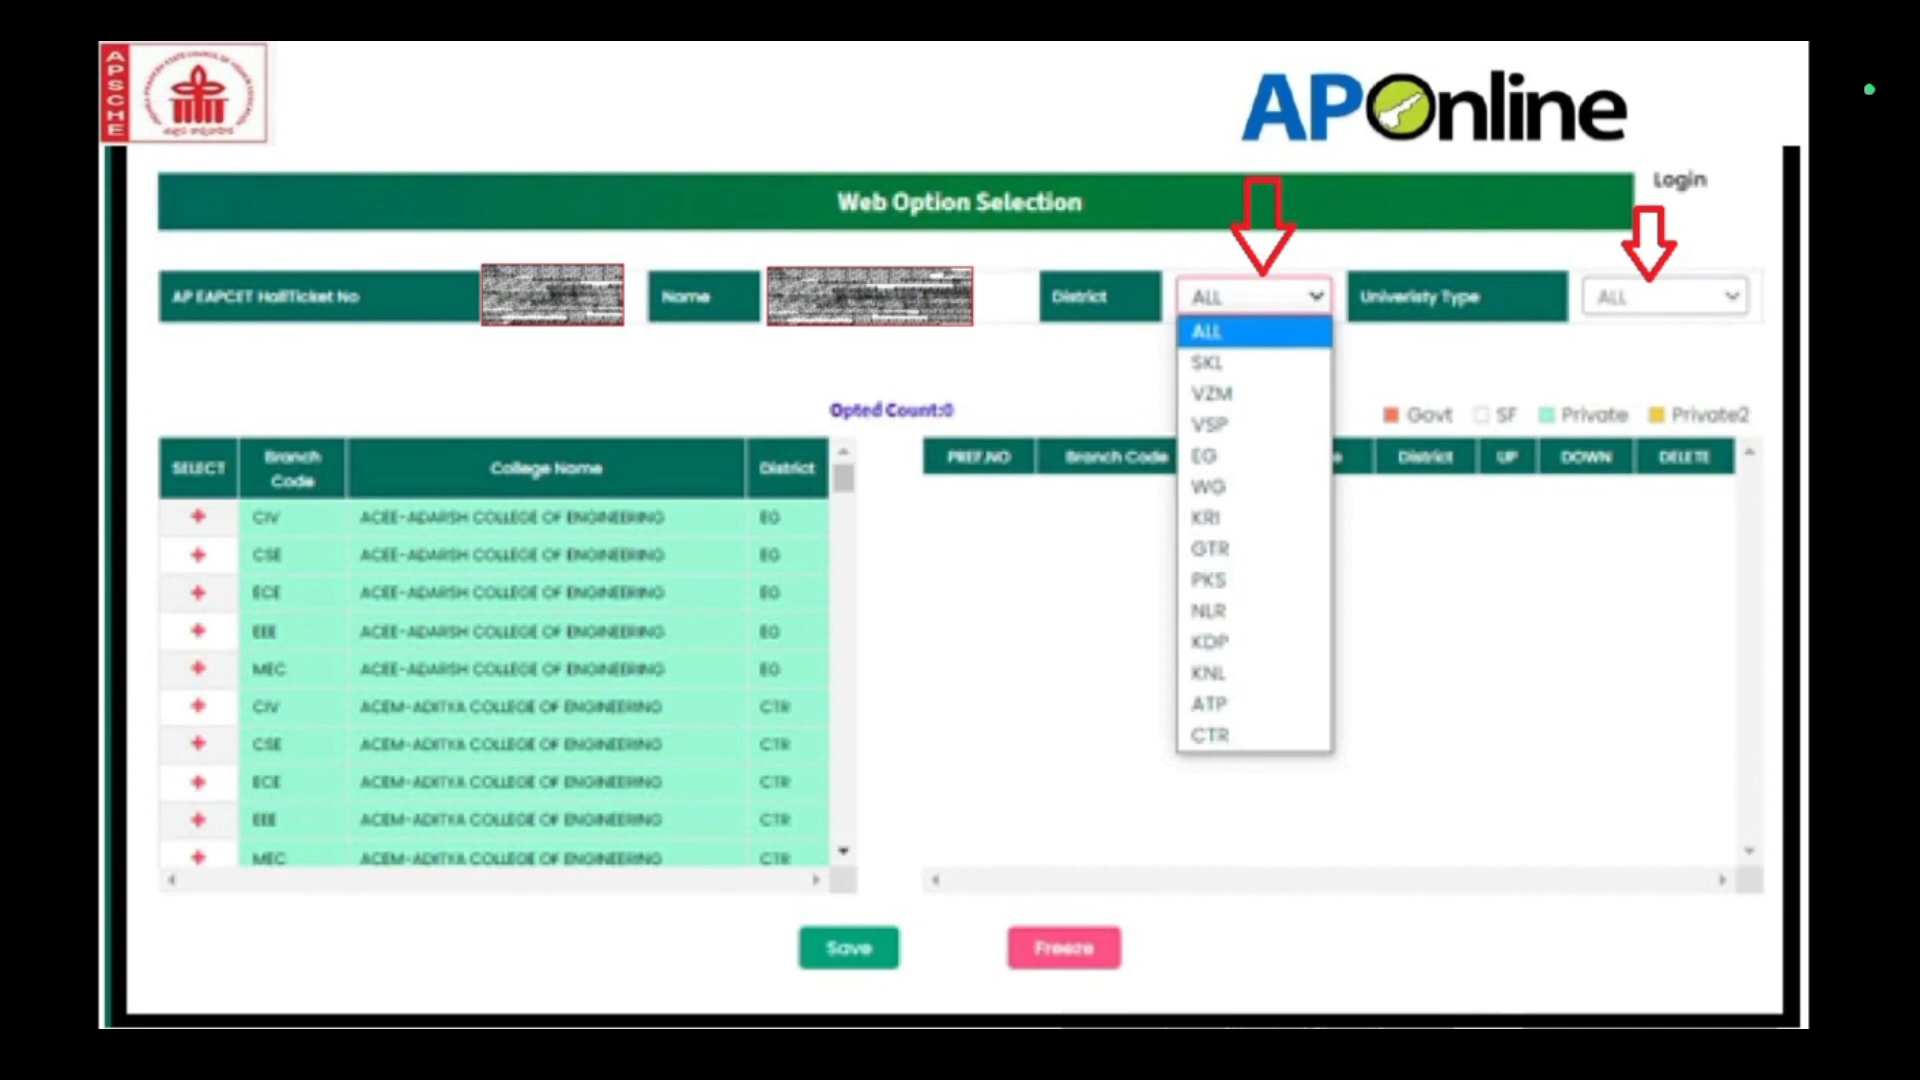 APSCHE
APOnline
Login
Web Option Selection
AP EAPCET HallTicket No
Name
District
ALL
Univeristy Type
ALL
ALL
SKL
VZM
VSP
EG
WG
KRI
GTR
PKS
NLR
KDP
KNL
ATP
CTR
Opted Count:0
Govt SF Private Private2
SELECT Branch Code College Name District
CIV ACEE-ADARSH COLLEGE OF ENGINEERING EG
CSE ACEE-ADARSH COLLEGE OF ENGINEERING EG
ECE ACEE-ADARSH COLLEGE OF ENGINEERING EG
EEE ACEE-ADARSH COLLEGE OF ENGINEERING EG
MEC ACEE-ADARSH COLLEGE OF ENGINEERING EG
CIV ACEM-ADITYA COLLEGE OF ENGINEERING CTR
CSE ACEM-ADITYA COLLEGE OF ENGINEERING CTR
ECE ACEM-ADITYA COLLEGE OF ENGINEERING CTR
EEE ACEM-ADITYA COLLEGE OF ENGINEERING CTR
MEC ACEM-ADITYA COLLEGE OF ENGINEERING CTR
PREF.NO Branch Code District UP DOWN DELETE
Save
Freeze